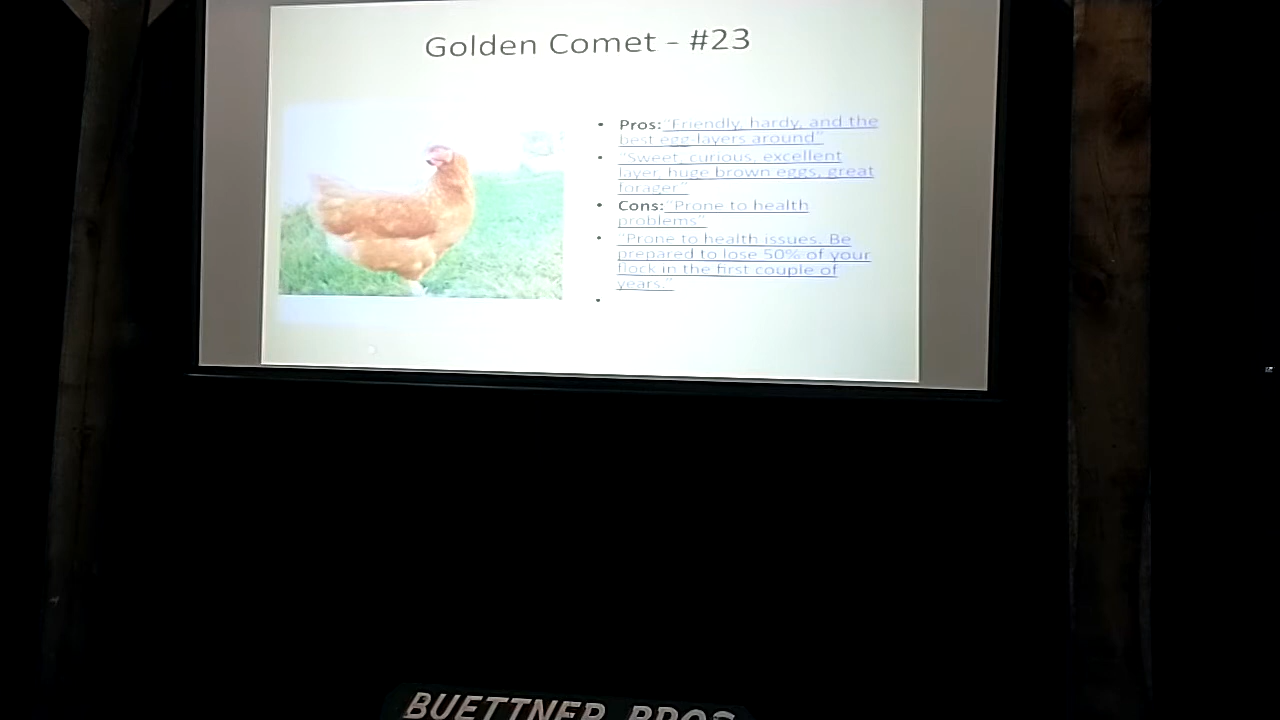 Golden Comet - #23
• Pros: "Friendly, hardy, and the
best egg-layers around"
• "Sweet, curious, excellent
layer, huge brown eggs, great
forager"
• Cons: "Prone to health
problems"
• "Prone to health issues. Be
prepared to lose 50% of your
flock in the first couple of
years."
•
BUETTNER BROS